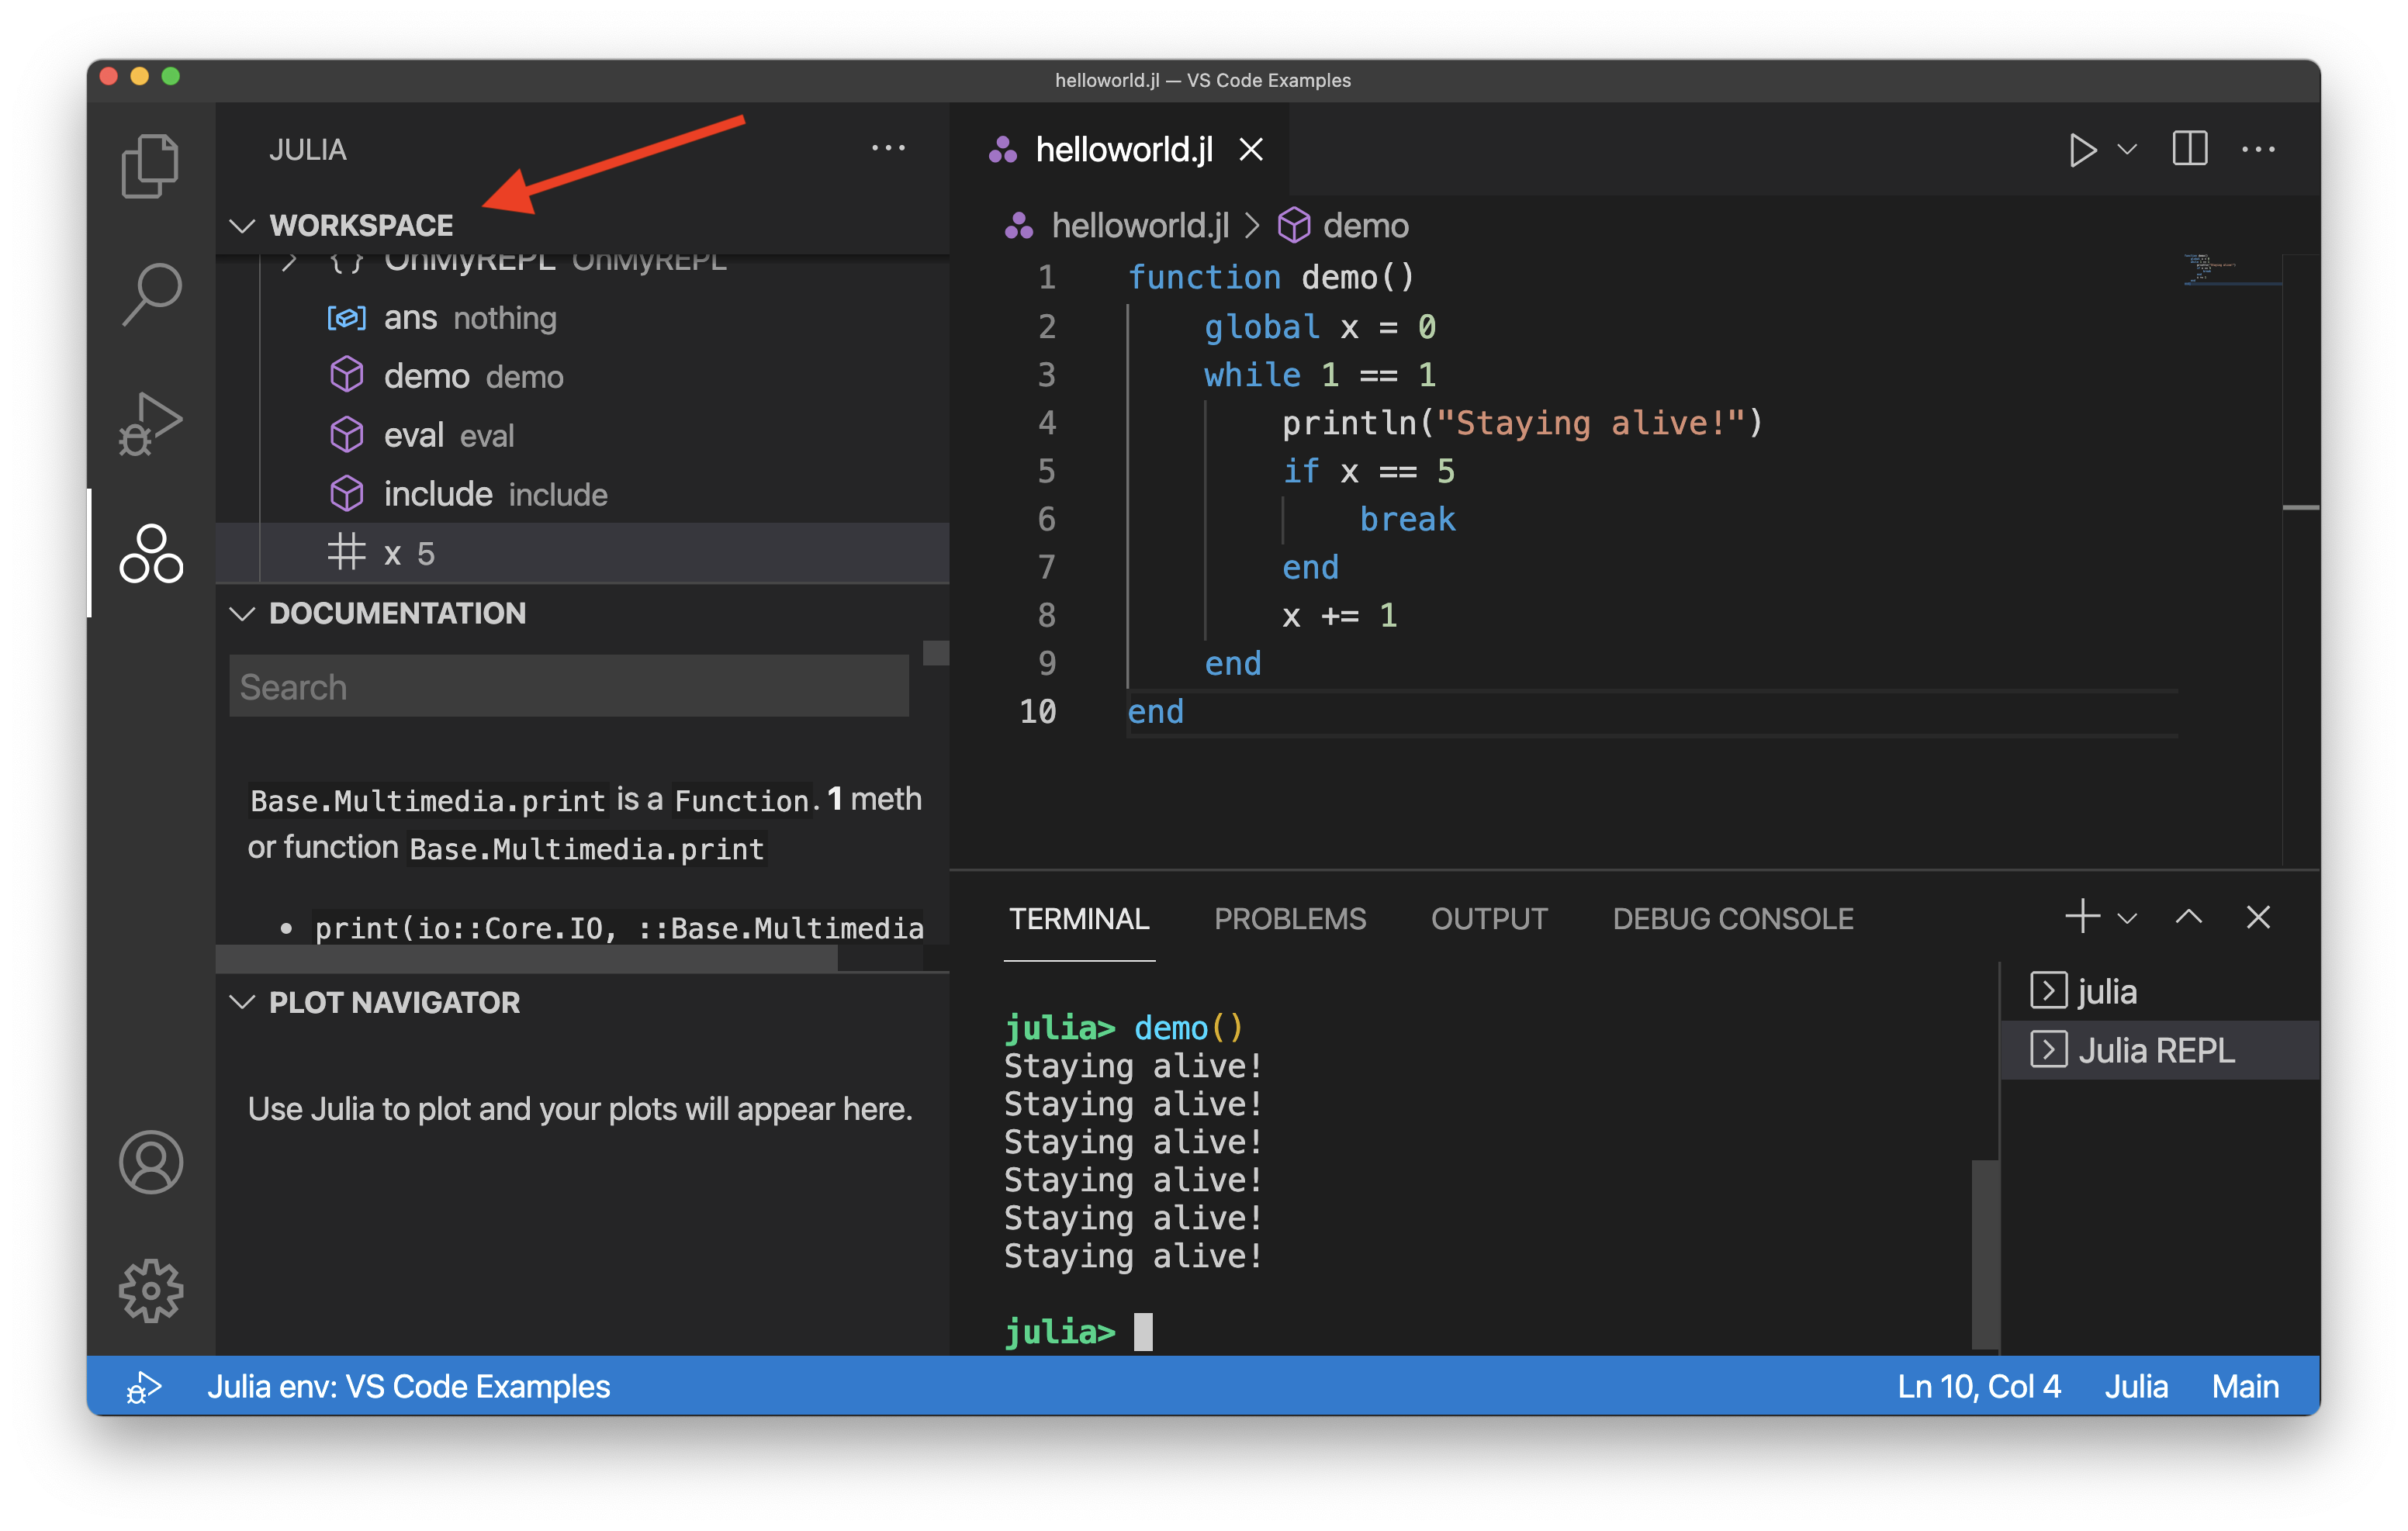 helloworld.jl — VS Code Examples
JULIA
WORKSPACE
OhMyREPL OhMyREPL
ans nothing
demo demo
eval eval
include include
x 5
DOCUMENTATION
Search
Base.Multimedia.print is a Function. 1 meth
or function Base.Multimedia.print
• print(io::Core.IO, ::Base.Multimedia
PLOT NAVIGATOR
Use Julia to plot and your plots will appear here.
helloworld.jl
helloworld.jl > demo
1 function demo()
2     global x = 0
3     while 1 == 1
4         println("Staying alive!")
5         if x == 5
6             break
7         end
8         x += 1
9     end
10 end
TERMINAL PROBLEMS OUTPUT DEBUG CONSOLE
julia> demo()
Staying alive!
Staying alive!
Staying alive!
Staying alive!
Staying alive!
Staying alive!
julia>
julia
Julia REPL
Julia env: VS Code Examples
Ln 10, Col 4 Julia Main